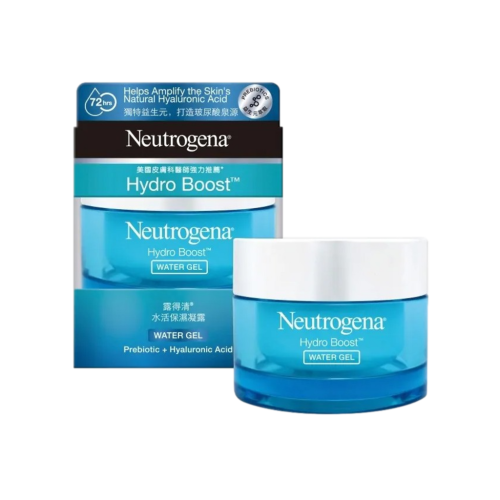 72hrs
Helps Amplify the Skin's
Natural Hyaluronic Acid
獨特益生元，打造玻尿酸泉源
PREBIOTICS
Neutrogena®
美國皮膚科醫師強力推薦*
Hydro Boost™
Neutrogena®
Hydro Boost™
WATER GEL
露得清®
水活保濕凝露
WATER GEL
Prebiotic + Hyaluronic Acid
Neutrogena®
Hydro Boost™
WATER GEL